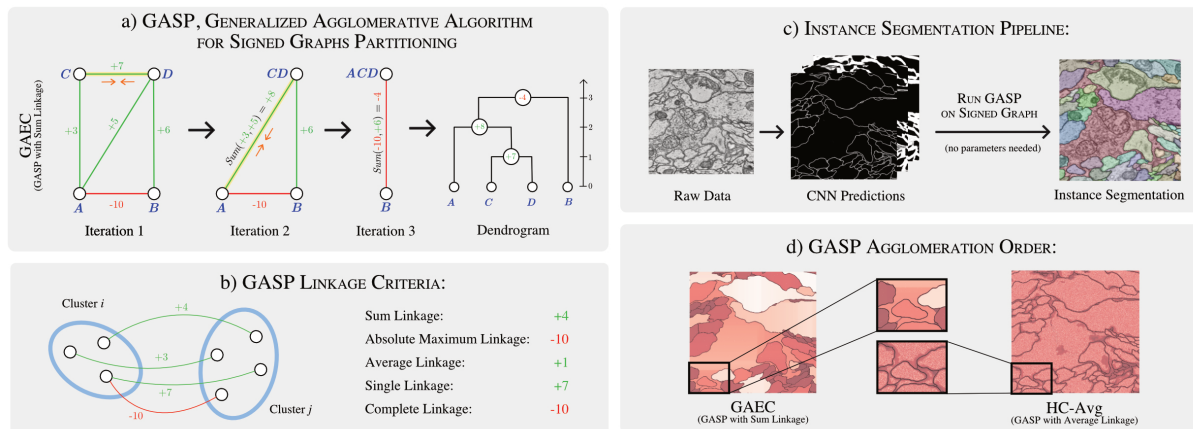 a) GASP, Generalized Agglomerative Algorithm
for Signed Graphs Partitioning
GAEC
(GASP with Sum Linkage)
C
+7
D
+3
+5
+6
A
-10
B
Iteration 1
CD
Sum(+3,+5) = +8
+6
A
-10
B
Iteration 2
ACD
Sum(-10,+6) = -4
B
Iteration 3
-4
+8
+7
A
C
D
B
3
2
1
0
Dendrogram
b) GASP Linkage Criteria:
Cluster i
+4
+3
+7
-10
Cluster j
Sum Linkage: +4
Absolute Maximum Linkage: -10
Average Linkage: +1
Single Linkage: +7
Complete Linkage: -10
c) Instance Segmentation Pipeline:
Raw Data
CNN Predictions
Run GASP
on Signed Graph
(no parameters needed)
Instance Segmentation
d) GASP Agglomeration Order:
GAEC
(GASP with Sum Linkage)
HC-Avg
(GASP with Average Linkage)